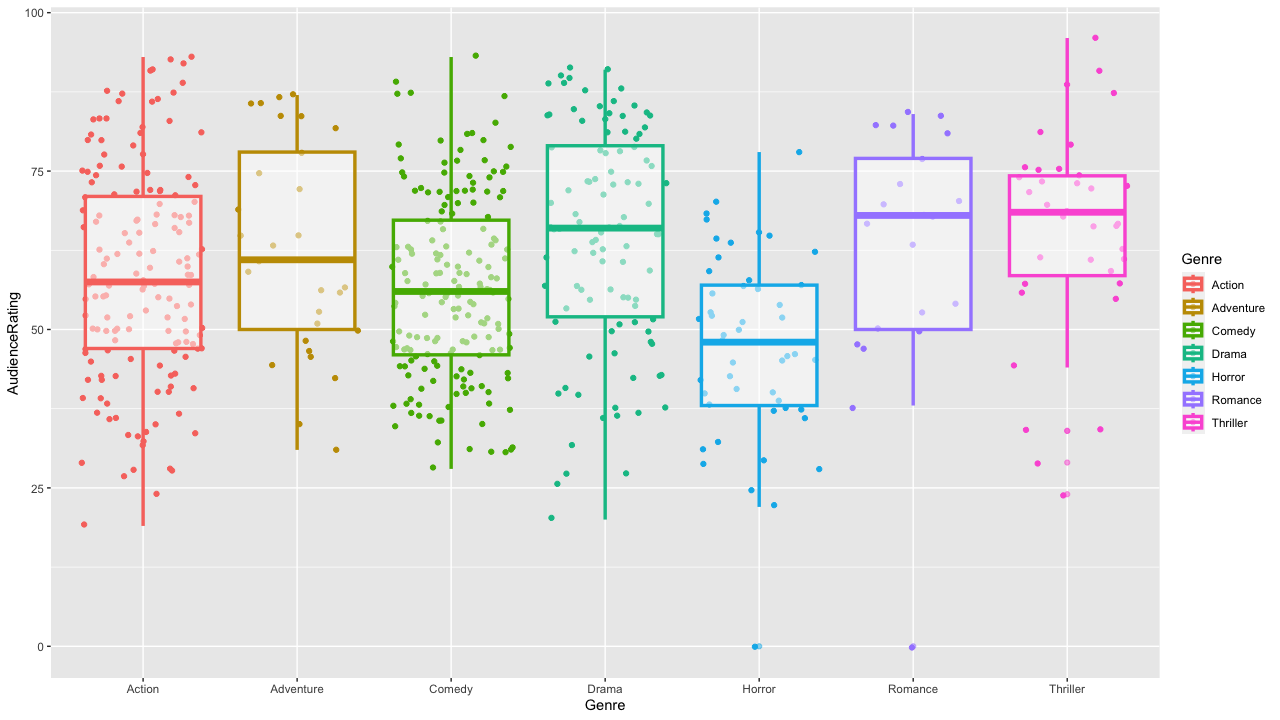 100
75
50
25
0
AudienceRating
Action Adventure Comedy Drama Horror Romance Thriller
Genre
Genre
Action
Adventure
Comedy
Drama
Horror
Romance
Thriller